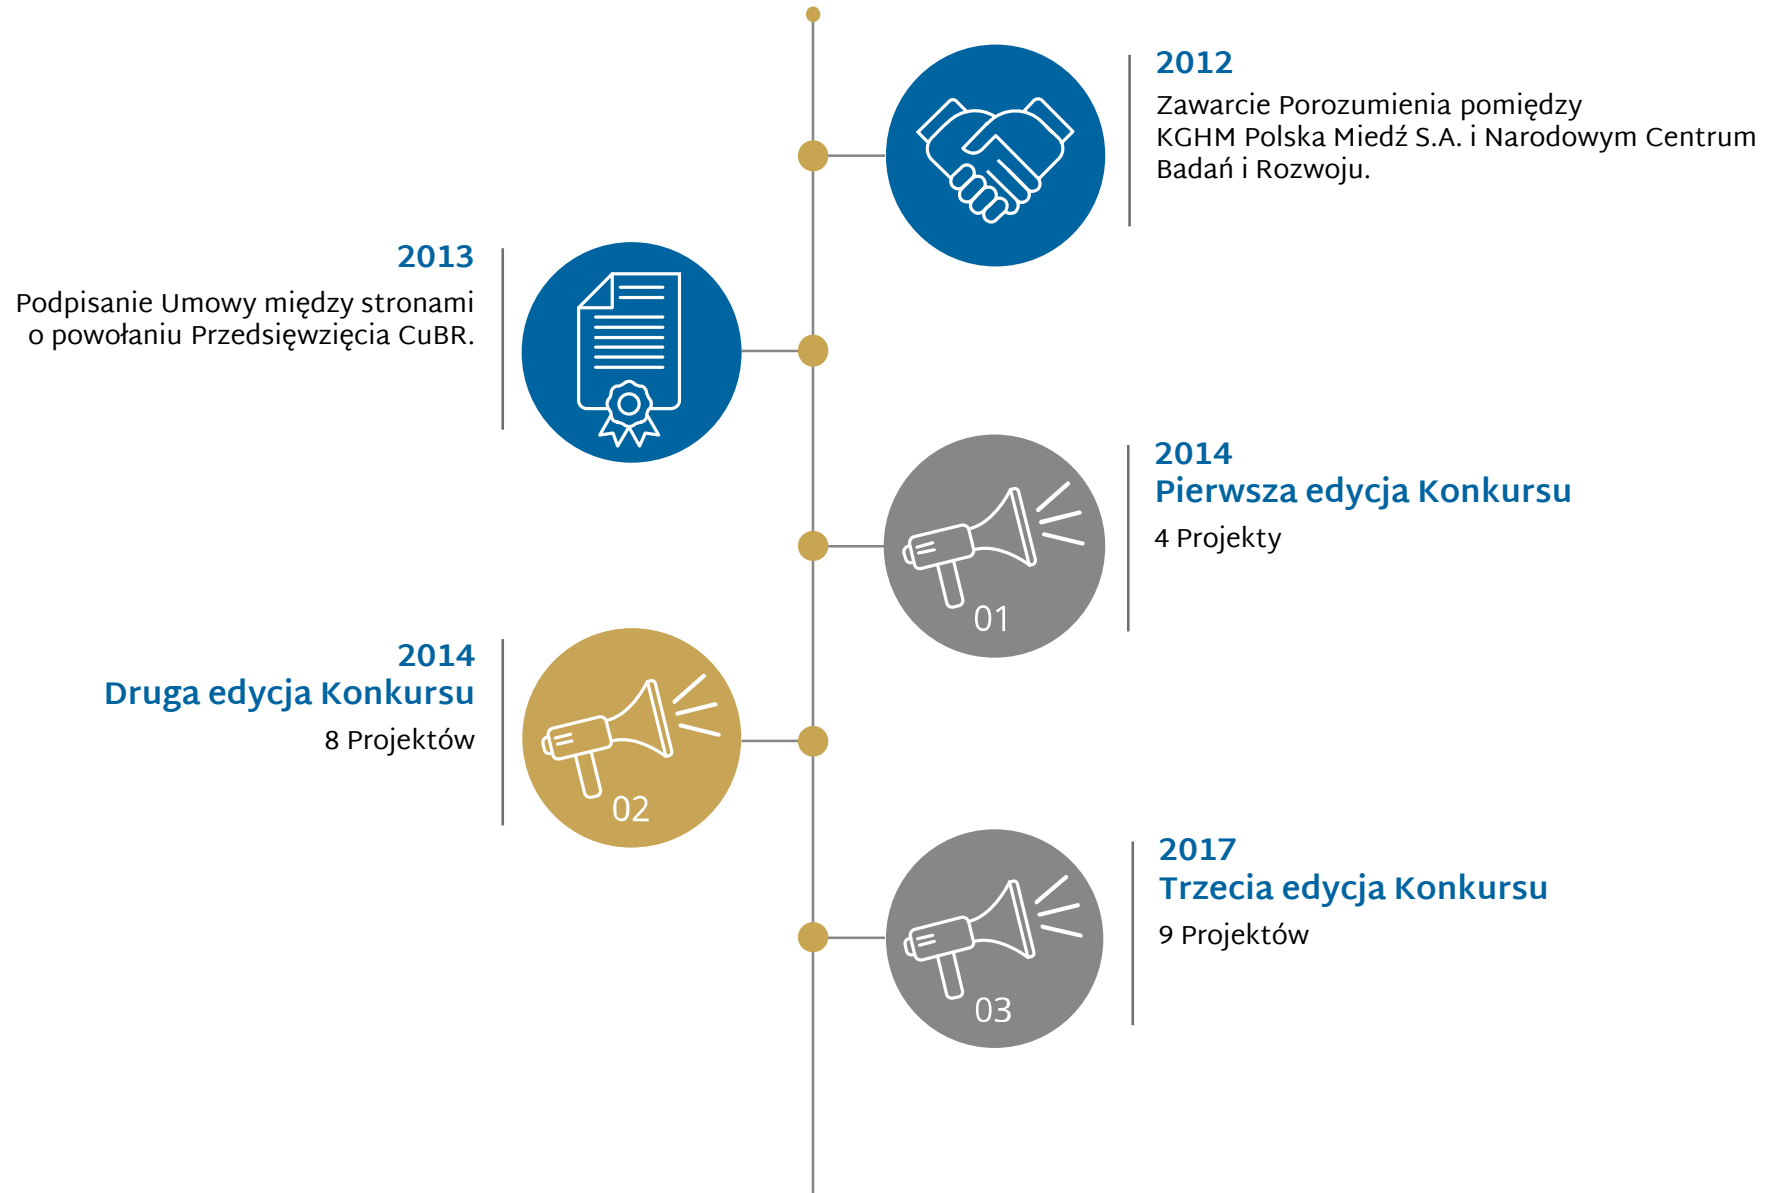 2012
Zawarcie Porozumienia pomiędzy
KGHM Polska Miedź S.A. i Narodowym Centrum
Badań i Rozwoju.
2013
Podpisanie Umowy między stronami
o powołaniu Przedsięwzięcia CuBR.
2014
Pierwsza edycja Konkursu
4 Projekty
01
2014
Druga edycja Konkursu
8 Projektów
02
2017
Trzecia edycja Konkursu
9 Projektów
03